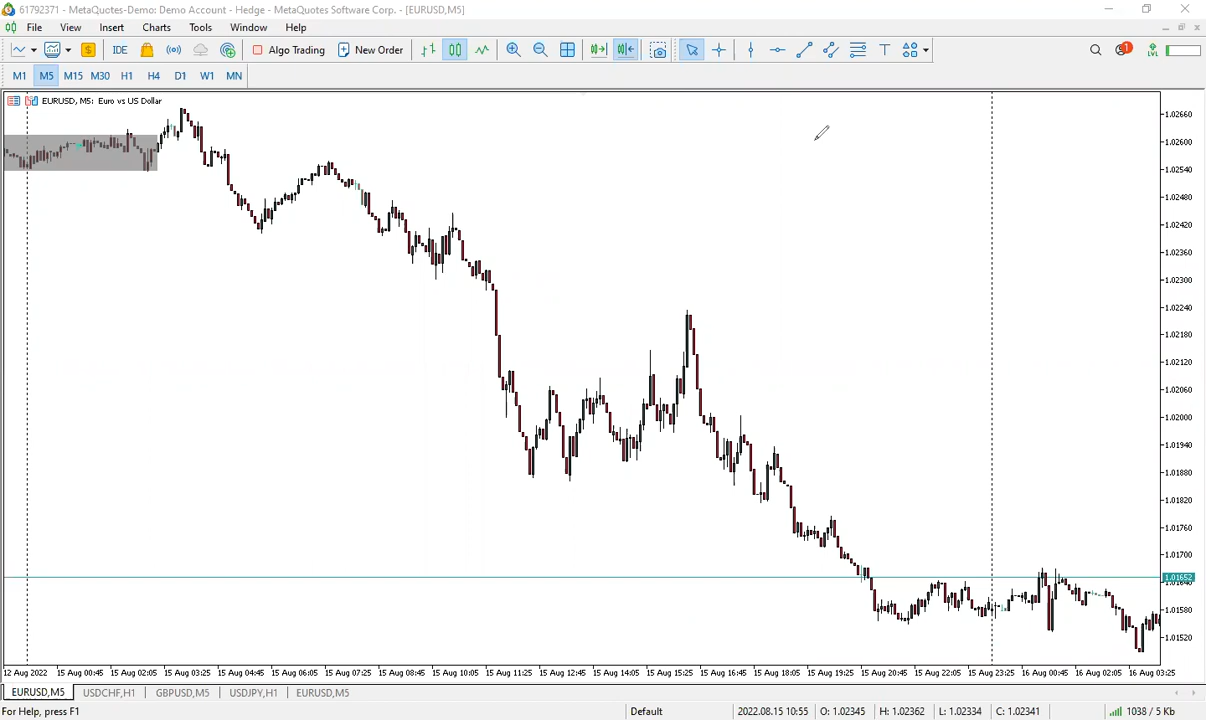 61792371 - MetaQuotes-Demo: Demo Account - Hedge - MetaQuotes Software Corp. - [EURUSD,M5]
File View Insert Charts Tools Window Help
IDE Algo Trading New Order LVL 1
M1 M5 M15 M30 H1 H4 D1 W1 MN
EURUSD, M5: Euro vs US Dollar
1.02660
1.02600
1.02540
1.02480
1.02420
1.02360
1.02300
1.02240
1.02180
1.02120
1.02060
1.02000
1.01940
1.01880
1.01820
1.01760
1.01700
1.01652
1.01640
1.01580
1.01520
12 Aug 2022 15 Aug 00:45 15 Aug 02:05 15 Aug 03:25 15 Aug 04:45 15 Aug 06:05 15 Aug 07:25 15 Aug 08:45 15 Aug 10:05 15 Aug 11:25 15 Aug 12:45 15 Aug 14:05 15 Aug 15:25 15 Aug 16:45 15 Aug 18:05 15 Aug 19:25 15 Aug 20:45 15 Aug 22:05 15 Aug 23:25 16 Aug 00:45 16 Aug 02:05 16 Aug 03:25
EURUSD,M5 USDCHF,H1 GBPUSD,M5 USDJPY,H1 EURUSD,M5
For Help, press F1 Default 2022.08.15 10:55 O: 1.02345 H: 1.02362 L: 1.02334 C: 1.02341 1038 / 5 Kb